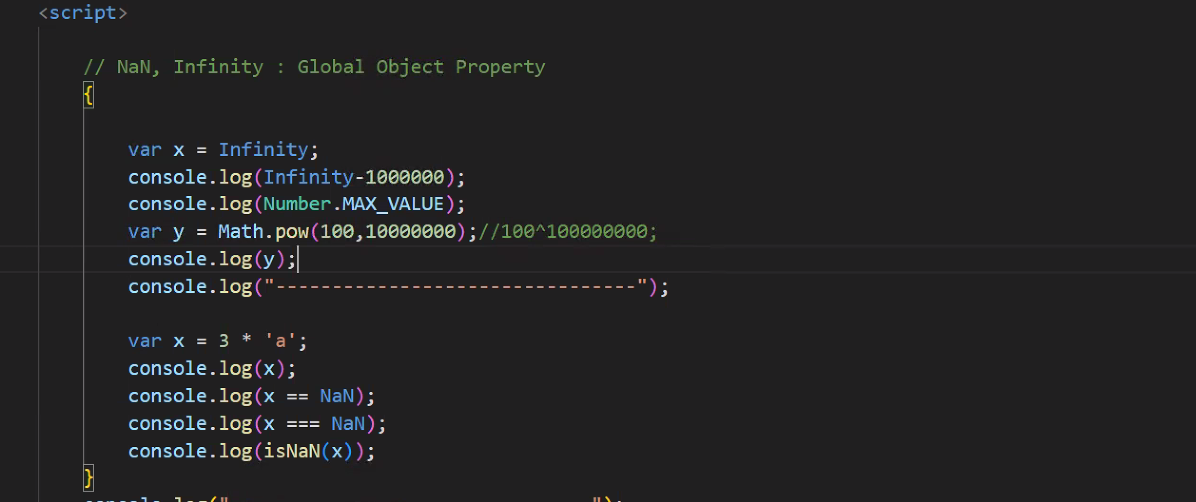 <script>
// NaN, Infinity : Global Object Property
{
var x = Infinity;
console.log(Infinity-1000000);
console.log(Number.MAX_VALUE);
var y = Math.pow(100,10000000);//100^100000000;
console.log(y);
console.log("--------------------------------");
var x = 3 * 'a';
console.log(x);
console.log(x == NaN);
console.log(x === NaN);
console.log(isNaN(x));
}